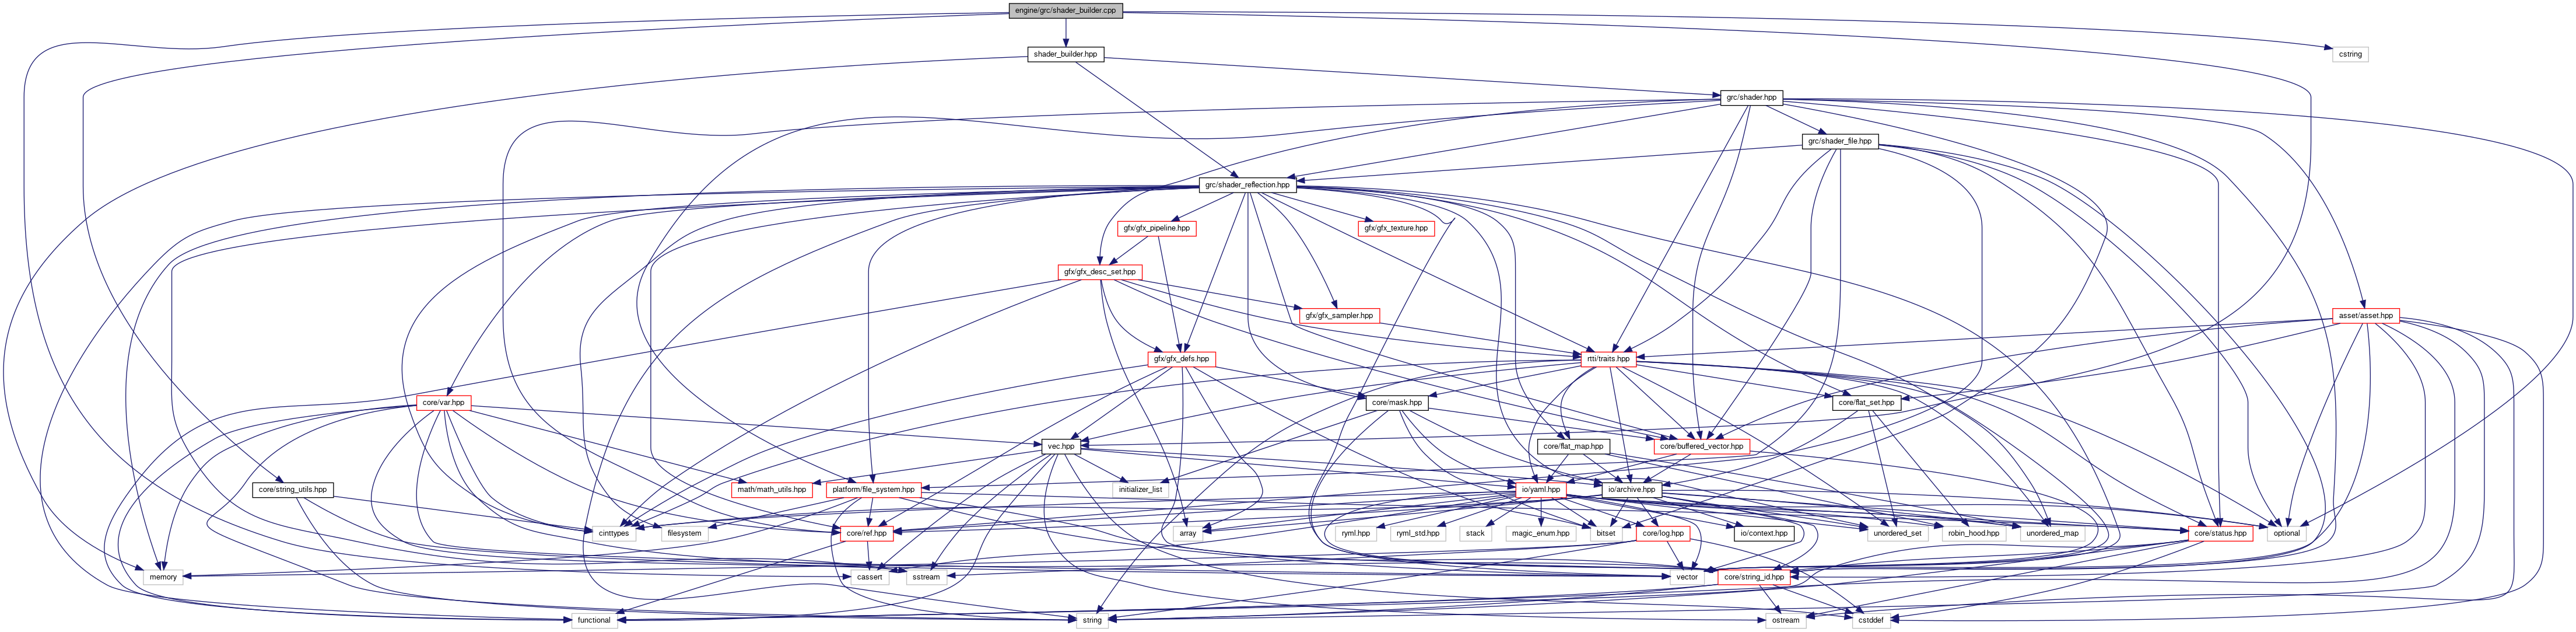 engine/grc/shader_builder.cpp
shader_builder.hpp
cstring
grc/shader.hpp
grc/shader_file.hpp
grc/shader_reflection.hpp
gfx/gfx_pipeline.hpp
gfx/gfx_texture.hpp
gfx/gfx_desc_set.hpp
gfx/gfx_sampler.hpp
asset/asset.hpp
gfx/gfx_defs.hpp
rtti/traits.hpp
core/var.hpp
core/mask.hpp
core/flat_set.hpp
vec.hpp
core/flat_map.hpp
core/buffered_vector.hpp
core/string_utils.hpp
math/math_utils.hpp
platform/file_system.hpp
initializer_list
io/yaml.hpp
io/archive.hpp
cinttypes
filesystem
core/ref.hpp
array
ryml.hpp
ryml_std.hpp
stack
magic_enum.hpp
bitset
core/log.hpp
io/context.hpp
unordered_set
robin_hood.hpp
unordered_map
core/status.hpp
optional
memory
cassert
sstream
vector
core/string_id.hpp
functional
string
ostream
cstddef